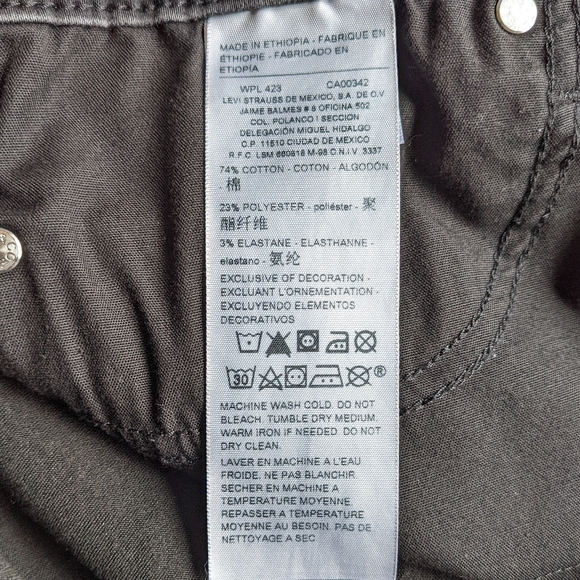 MADE IN ETHIOPIA - FABRIQUE EN
ÉTHIOPIE - FABRICADO EN
ETIOPÍA
WPL 423 CA00342
LEVI STRAUSS DE MEXICO, S.A. DE C.V
JAIME BALMES # 8 OFICINA 502
COL. POLANCO I SECCION
DELEGACIÓN MIGUEL HIDALGO
C.P. 11510 CIUDAD DE MEXICO
R.F.C. LSM 660818 M-98 C.N.I.V. 3337
74% COTTON - COTON - ALGODÓN
- 棉
23% POLYESTER - poliéster - 聚
酯纤维
3% ELASTANE - ELASTHANNE -
elastano - 氨纶
EXCLUSIVE OF DECORATION -
EXCLUANT L'ORNEMENTATION -
EXCLUYENDO ELEMENTOS
DECORATIVOS
30 ®
MACHINE WASH COLD. DO NOT
BLEACH. TUMBLE DRY MEDIUM.
WARM IRON IF NEEDED. DO NOT
DRY CLEAN.
LAVER EN MACHINE A L'EAU
FROIDE. NE PAS BLANCHIR.
SECHER EN MACHINE A
TEMPERATURE MOYENNE.
REPASSER A TEMPERATURE
MOYENNE AU BESOIN. PAS DE
NETTOYAGE A SEC